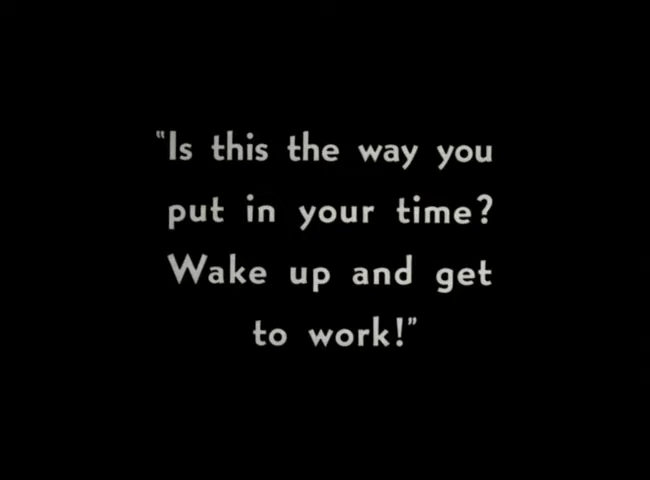 "Is this the way you
put in your time?
Wake up and get
to work!"